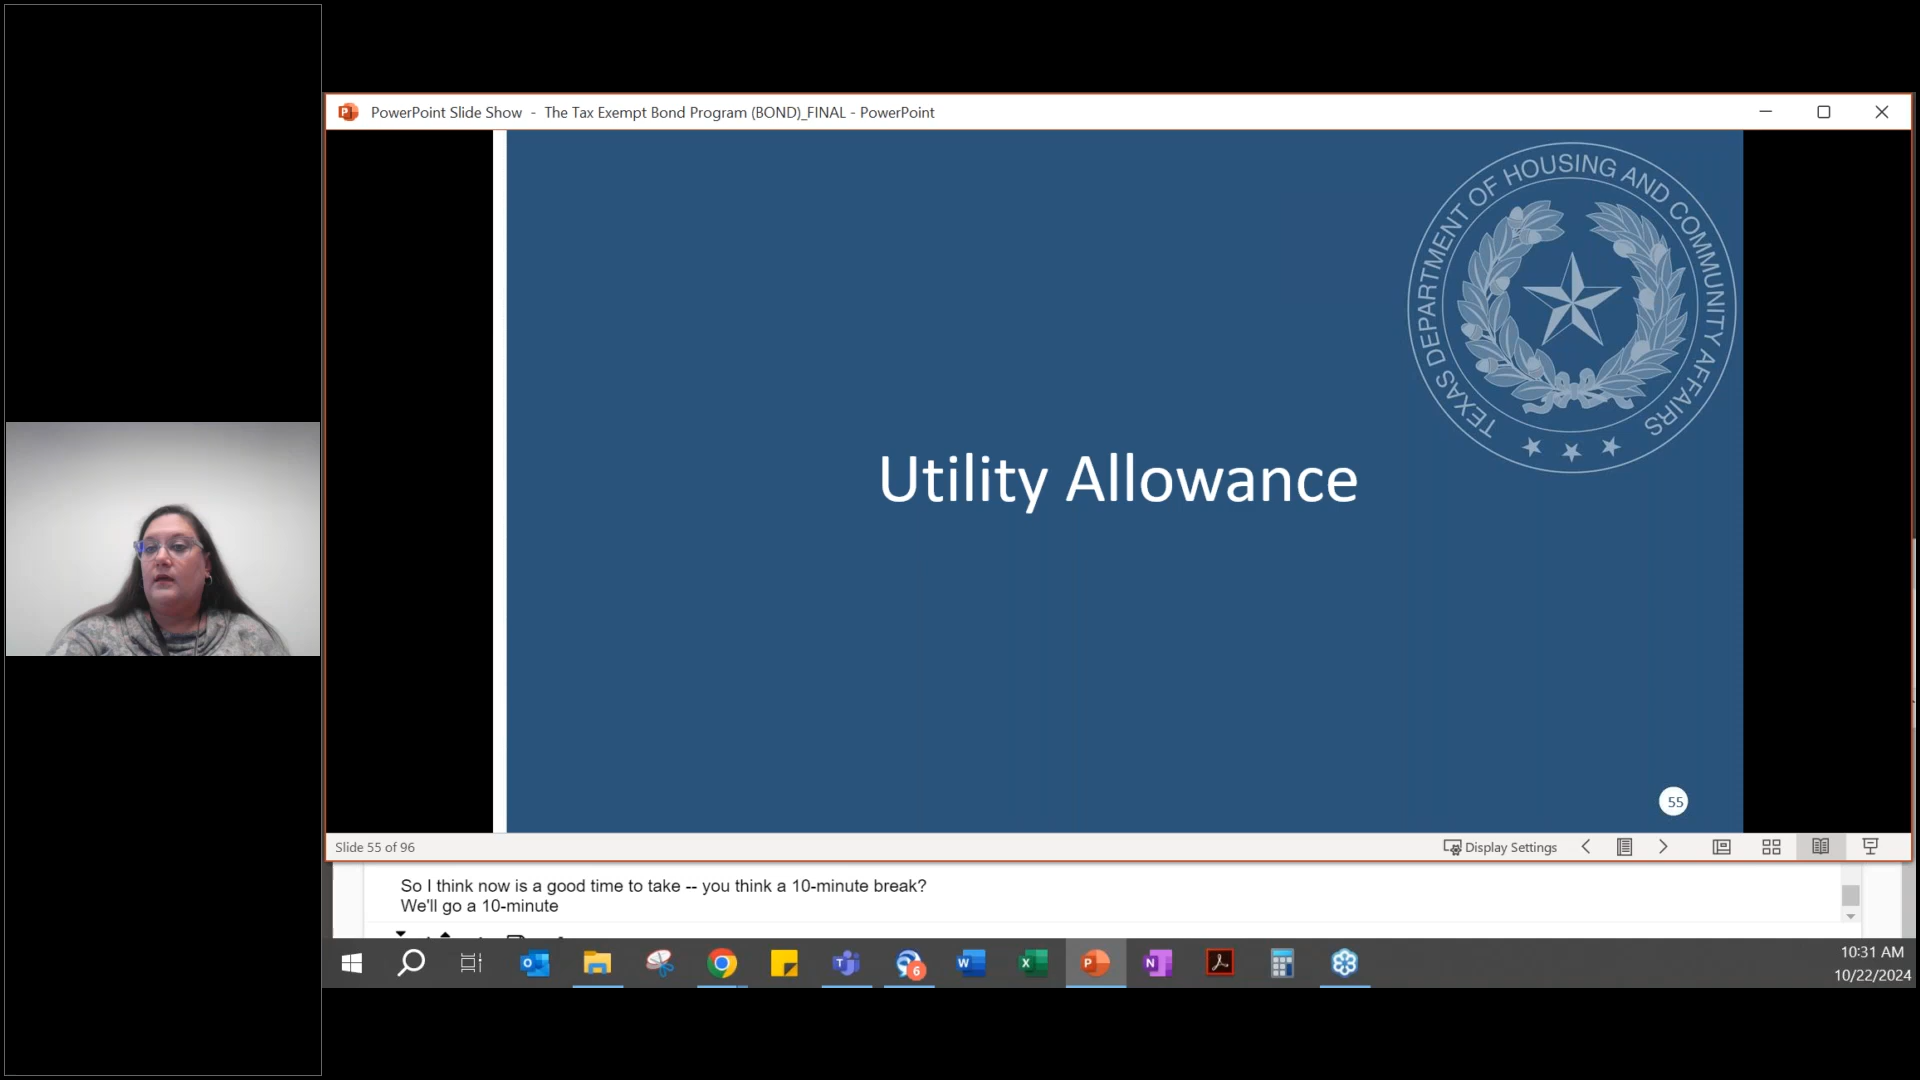 PowerPoint Slide Show - The Tax Exempt Bond Program (BOND)_FINAL - PowerPoint
TEXAS DEPARTMENT OF HOUSING AND COMMUNITY AFFAIRS
Utility Allowance
55
Slide 55 of 96
Display Settings
So I think now is a good time to take -- you think a 10-minute break?
We'll go a 10-minute
6
10:31 AM
10/22/2024